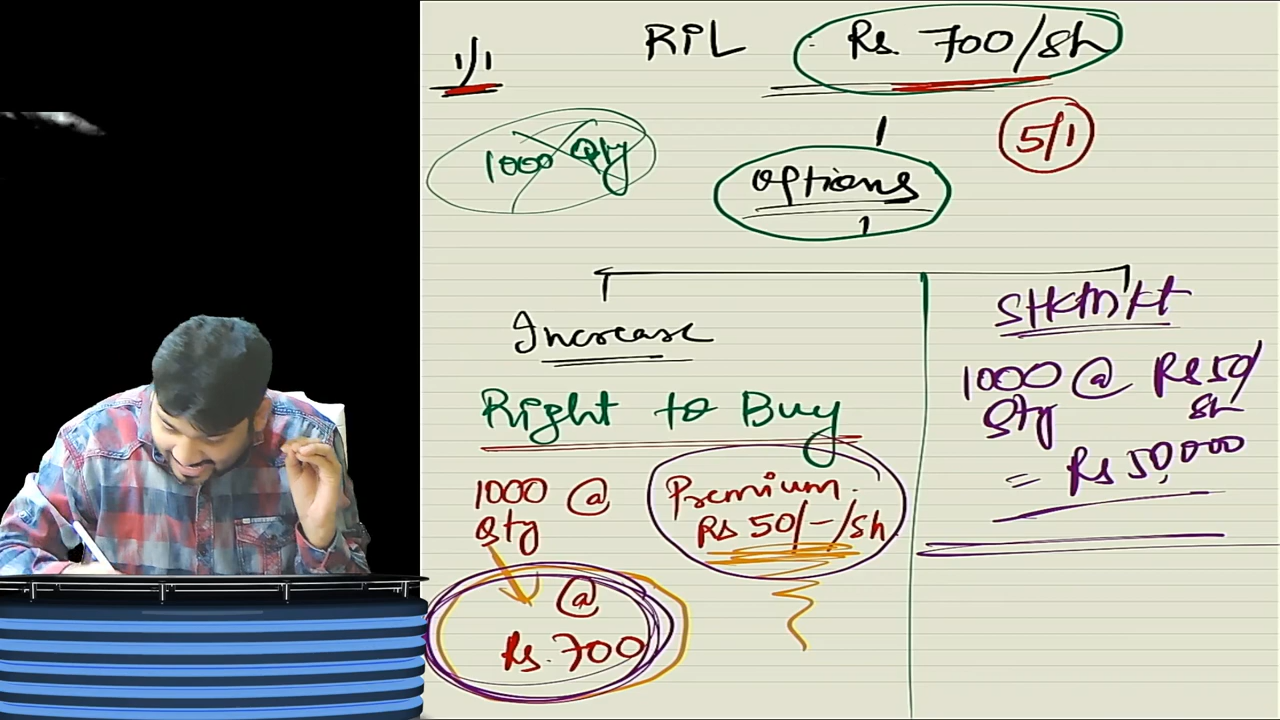 1/1
RIL Rs. 700/Sh
1000 Qty
5/1
Options
Increase
Right to Buy
1000 @
Qty
Premium
Rs 50/-/Sh
@
Rs. 700
StkMkt
1000 @ Rs 50/
Qty Sh
= Rs 50,000